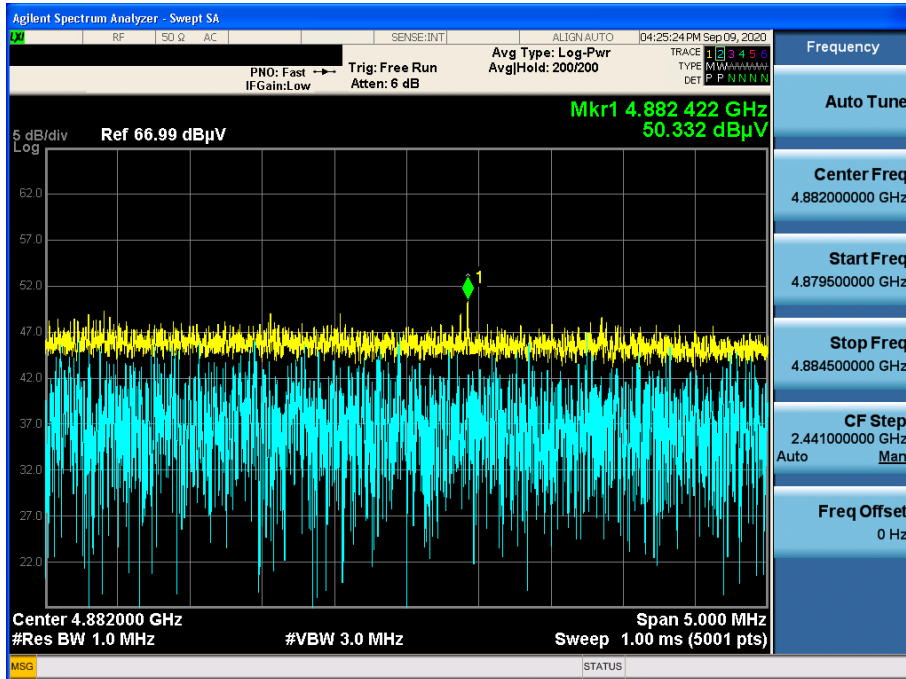 Agilent Spectrum Analyzer - Swept SA
LXI RF 50 Ω AC SENSE:INT ALIGN AUTO 04:25:24 PM Sep 09, 2020
Frequency
PNO: Fast
IFGain:Low
Trig: Free Run
Atten: 6 dB
Avg Type: Log-Pwr
Avg|Hold: 200/200
TRACE 1 2 3 4 5 6
TYPE M WWWWWW
DET P P N N N N
Auto Tune
Mkr1 4.882 422 GHz
50.332 dBµV
5 dB/div
Log
Ref 66.99 dBµV
62.0
57.0
52.0
47.0
42.0
37.0
32.0
27.0
22.0
1
Center Freq
4.882000000 GHz
Start Freq
4.879500000 GHz
Stop Freq
4.884500000 GHz
CF Step
2.441000000 GHz
Auto Man
Freq Offset
0 Hz
Center 4.882000 GHz Span 5.000 MHz
#Res BW 1.0 MHz #VBW 3.0 MHz Sweep 1.00 ms (5001 pts)
MSG STATUS